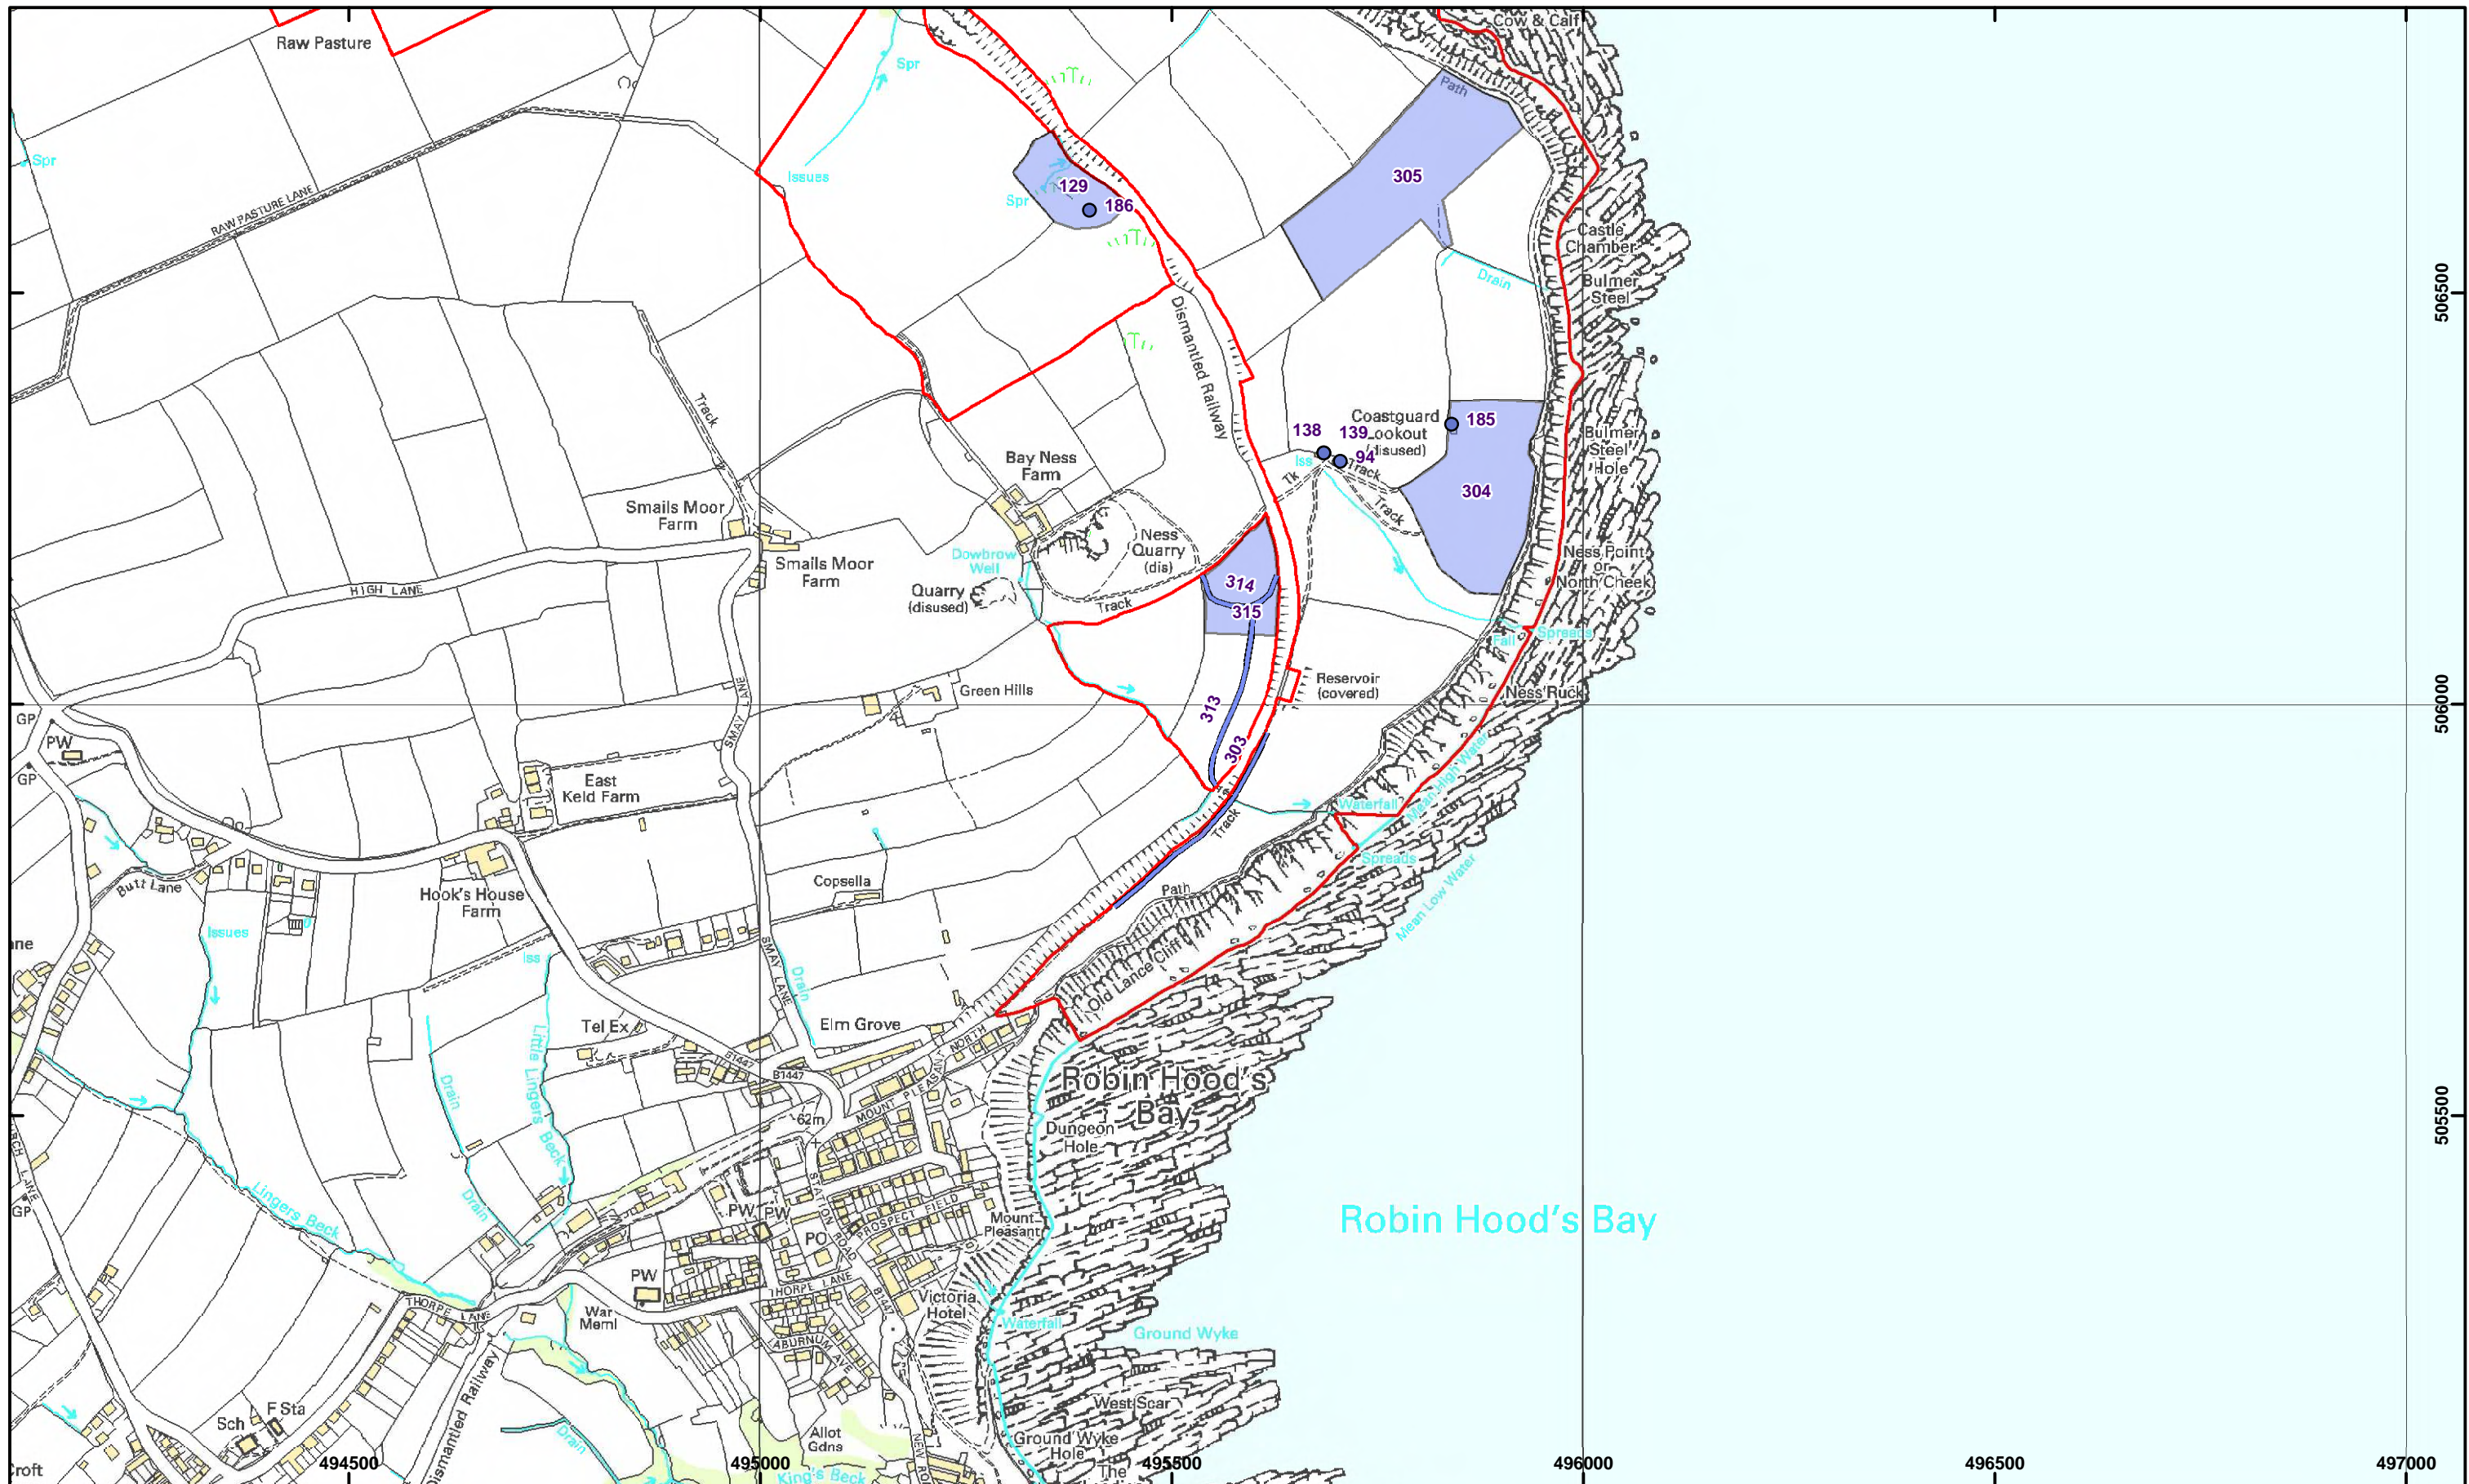 Cow & Calf
Raw Pasture
Spr
Path
Spr
305
Issues
129
186
Spr
RAW PASTURE LANE
Castle
Chamber
Drain
Bulmer
Steel
506500
Dismantled Railway
Track
Coastguard
Lookout
(disused)
138
139
94
185
Bulmer
Steel
Hole
Iss
Track
Tk
Track
304
Bay Ness
Farm
Smails Moor
Farm
Ness
Quarry
(dis)
Dowbrow
Well
Ness Point
or
North Cheek
Smails Moor
Farm
314
315
HIGH LANE
Quarry
(disused)
Track
Fall
Spreads
Green Hills
Reservoir
(covered)
Ness Ruck
SMAY LANE
313
506000
GP
PW
GP
303
East
Keld Farm
Mean High Water
Waterfall
Track
Spreads
Mean Low Water
Butt Lane
Hook's House
Farm
Copsella
Path
Issues
Iss
SMAY LANE
Drain
Old Lance Cliff
Tel Ex
Elm Grove
NORTH
B1447
B1447
MOUNT PLEASANT
Robin Hood's
Bay
Drain
Little Lingers Beck
62m
Dungeon
Hole
505500
Lingers Beck
Drain
GP
PW
PW
STATION ROAD
PROSPECT FIELD
PO
Mount
Pleasant
Robin Hood's Bay
PW
THORPE LANE
THORPE LANE
War
Meml
B1447
Victoria
Hotel
Waterfall
Ground Wyke
Dismantled Railway
West Scar
Sch
F Sta
Drain
Allot
Gdns
Ground Wyke
Hole
The
King's Beck
494500
495000
495500
496000
496500
497000